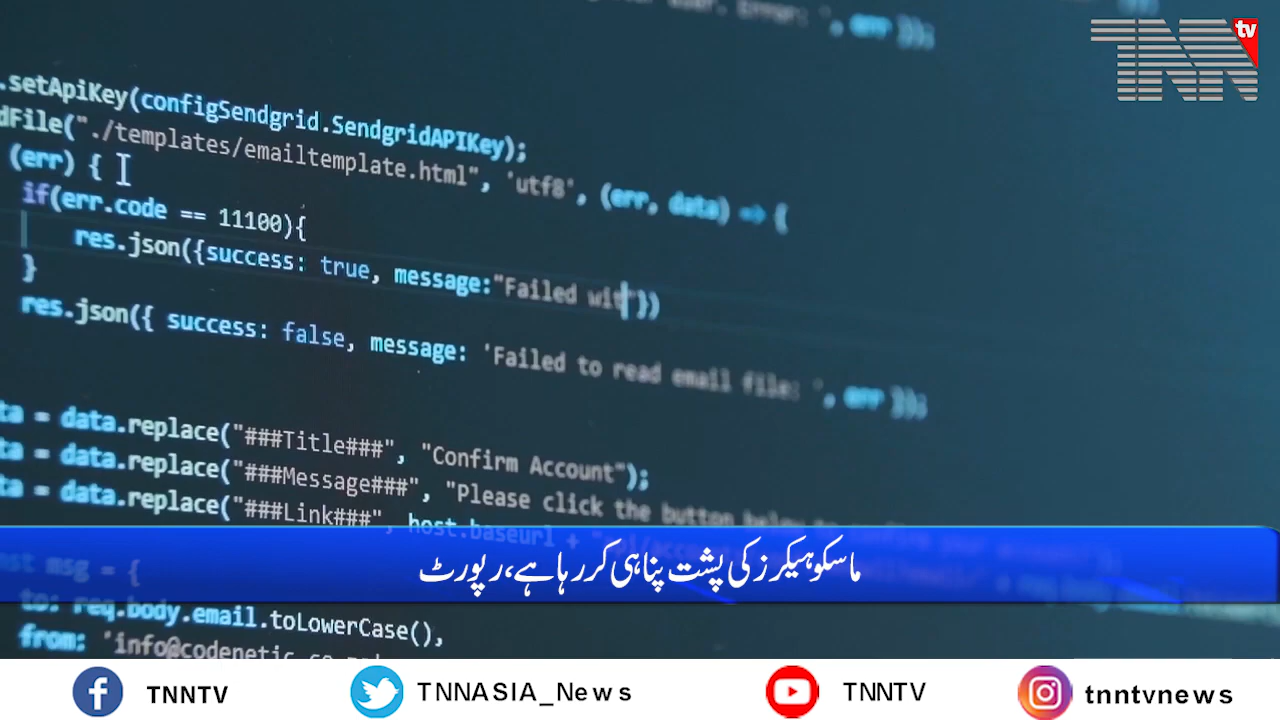 TNN tv
', err });
.setApiKey(configSendgrid.SendgridAPIKey);
dFile("./templates/emailtemplate.html", 'utf8', (err, data) => {
(err) {
if(err.code == 11100){
res.json({success: true, message:"Failed wit"})
}
res.json({ success: false, message: 'Failed to read email file: ', err });
ta = data.replace("###Title###", "Confirm Account");
ta = data.replace("###Message###", "Please click the button below to
ta = data.replace("###Link###", host.baseurl + "
ماسکو ہیکرز کی پشت پناہی کر رہا ہے، رپورٹ
msg = {
to: req.body.email.toLowerCase(),
from: 'info@codenetic
TNNTV
TNNASIA_News
TNNTV
tnntvnews